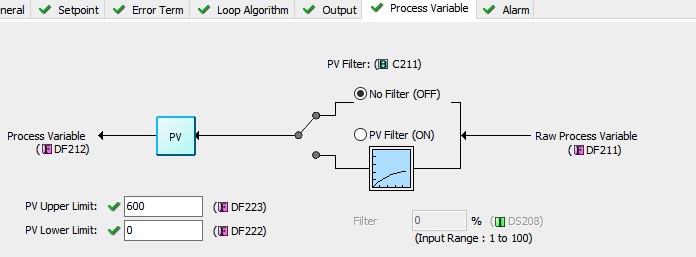 neral Setpoint Error Term Loop Algorithm Output Process Variable Alarm
PV Filter: (B C211)
No Filter (OFF)
Process Variable
(F DF212)
PV
PV Filter (ON)
Raw Process Variable
(F DF211)
PV Upper Limit: 600 (F DF223)
PV Lower Limit: 0 (F DF222)
Filter 0 % (I DS208)
(Input Range : 1 to 100)